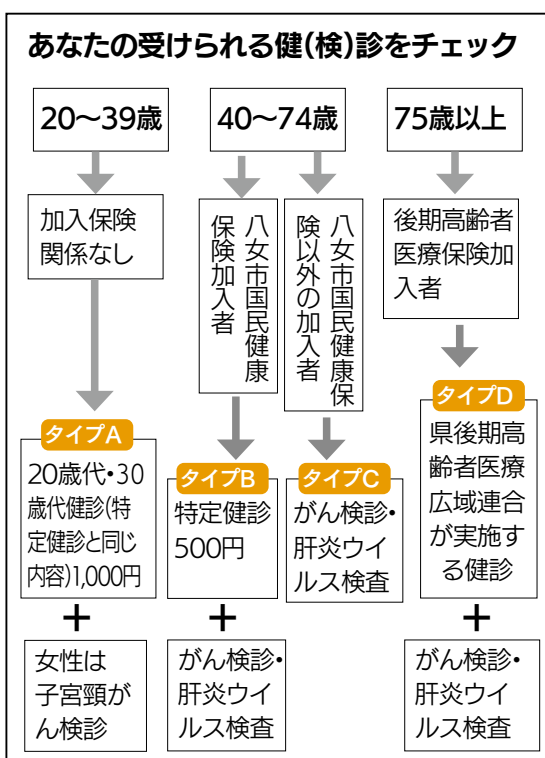 あなたの受けられる健(検)診をチェック
20〜39歳
加入保険
関係なし
タイプA
20歳代・30
歳代健診(特
定健診と同じ
内容)1,000円
+
女性は
子宮頸が
ん検診
40〜74歳
八女市国民健康
保険加入者
タイプB
特定健診
500円
+
がん検診・
肝炎ウイ
ルス検査
八女市国民健康保
険以外の加入者
タイプC
がん検診・
肝炎ウイ
ルス検査
75歳以上
後期高齢者
医療保険加
入者
タイプD
県後期高
齢者医療
広域連合
が実施す
る健診
+
がん検診・
肝炎ウイ
ルス検査